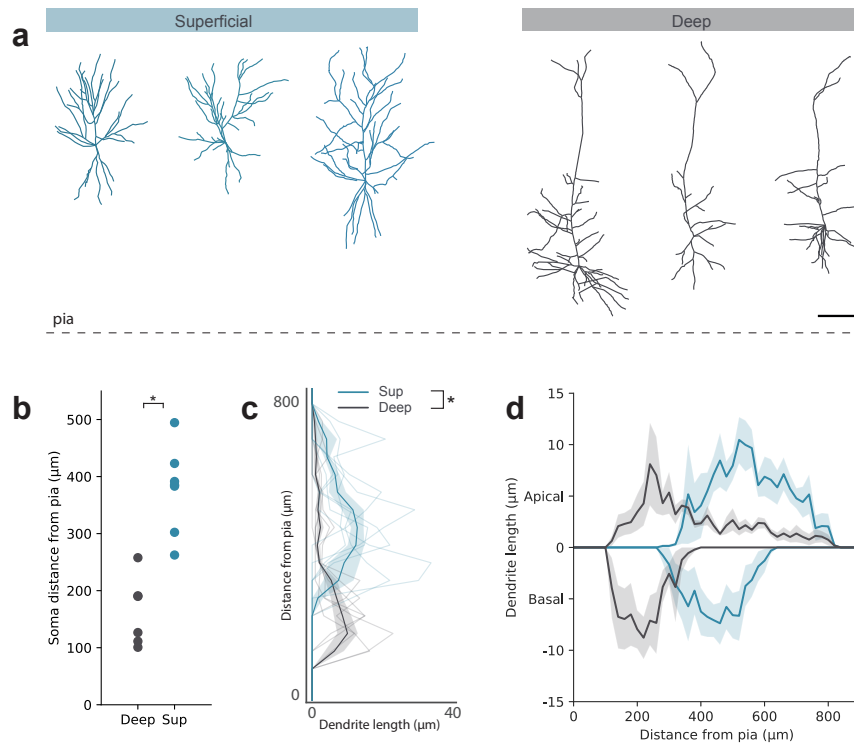 a
Superficial
Deep
pia
b
c
d
*
500
400
300
200
100
0
Soma distance from pia (µm)
Deep
Sup
800
0
Distance from pia (µm)
Sup
Deep
*
0
40
Dendrite length (µm)
15
10
Apical
0
Basal
-10
-15
Dendrite length (µm)
0
200
400
600
800
Distance from pia (µm)